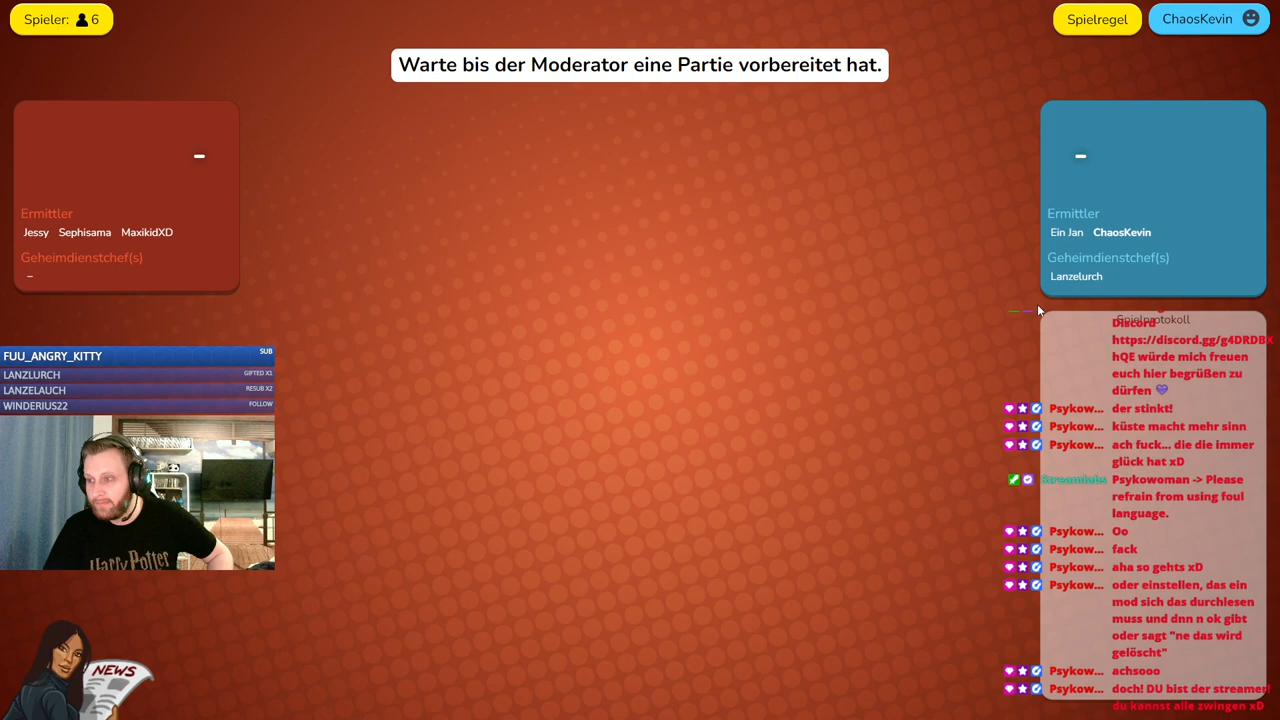 Spieler: 6
Spielregel
ChaosKevin
Warte bis der Moderator eine Partie vorbereitet hat.
-
Ermittler
Jessy Sephisama MaxikidXD
Geheimdienstchef(s)
–
-
Ermittler
Ein Jan ChaosKevin
Geheimdienstchef(s)
Lanzelurch
Spielprotokoll
Discord
https://discord.gg/g4DRDBX
hQE würde mich freuen
euch hier begrüßen zu
dürfen 💜
Psykow... der stinkt!
Psykow... küste macht mehr sinn
Psykow... ach fuck... die die immer
glück hat xD
Streamlabs Psykowoman -> Please
refrain from using foul
language.
Psykow... Oo
Psykow... fack
Psykow... aha so gehts xD
Psykow... oder einstellen, das ein
mod sich das durchlesen
muss und dnn n ok gibt
oder sagt "ne das wird
gelöscht"
Psykow... achsooo
Psykow... doch! DU bist der streamer!
du kannst alle zwingen xD
FUU_ANGRY_KITTY SUB
LANZLURCH GIFTED X1
LANZELAUCH RESUB X2
WINDERIUS22 FOLLOW
Harry Potter
NEWS